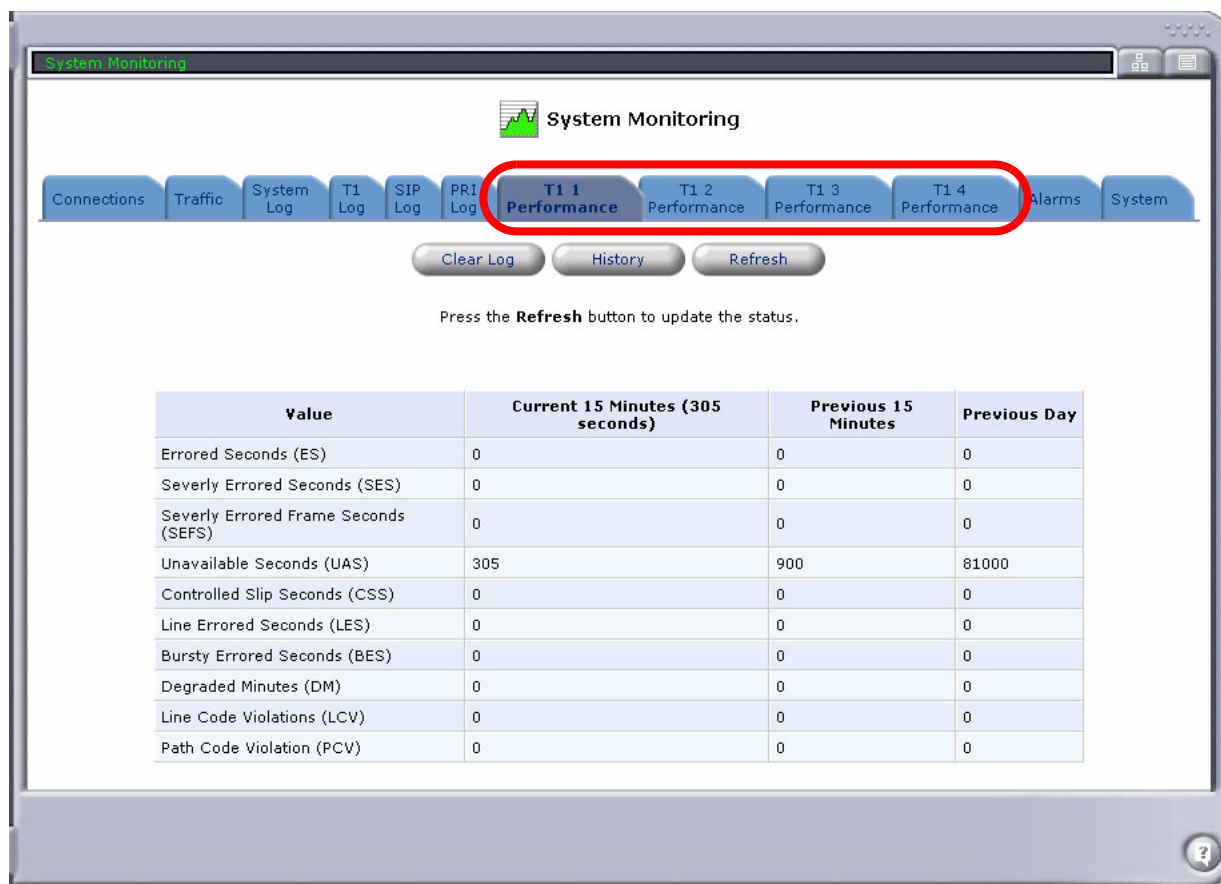 System Monitoring
System Monitoring
Connections
Traffic
System
Log
T1
Log
SIP
Log
PRI
Log
T1 1
Performance
T1 2
Performance
T1 3
Performance
T1 4
Performance
Alarms
System
Clear Log
History
Refresh
Press the Refresh button to update the status.
Value Current 15 Minutes (305 seconds) Previous 15 Minutes Previous Day
Errored Seconds (ES) 0 0 0
Severly Errored Seconds (SES) 0 0 0
Severly Errored Frame Seconds (SEFS) 0 0 0
Unavailable Seconds (UAS) 305 900 81000
Controlled Slip Seconds (CSS) 0 0 0
Line Errored Seconds (LES) 0 0 0
Bursty Errored Seconds (BES) 0 0 0
Degraded Minutes (DM) 0 0 0
Line Code Violations (LCV) 0 0 0
Path Code Violation (PCV) 0 0 0
?